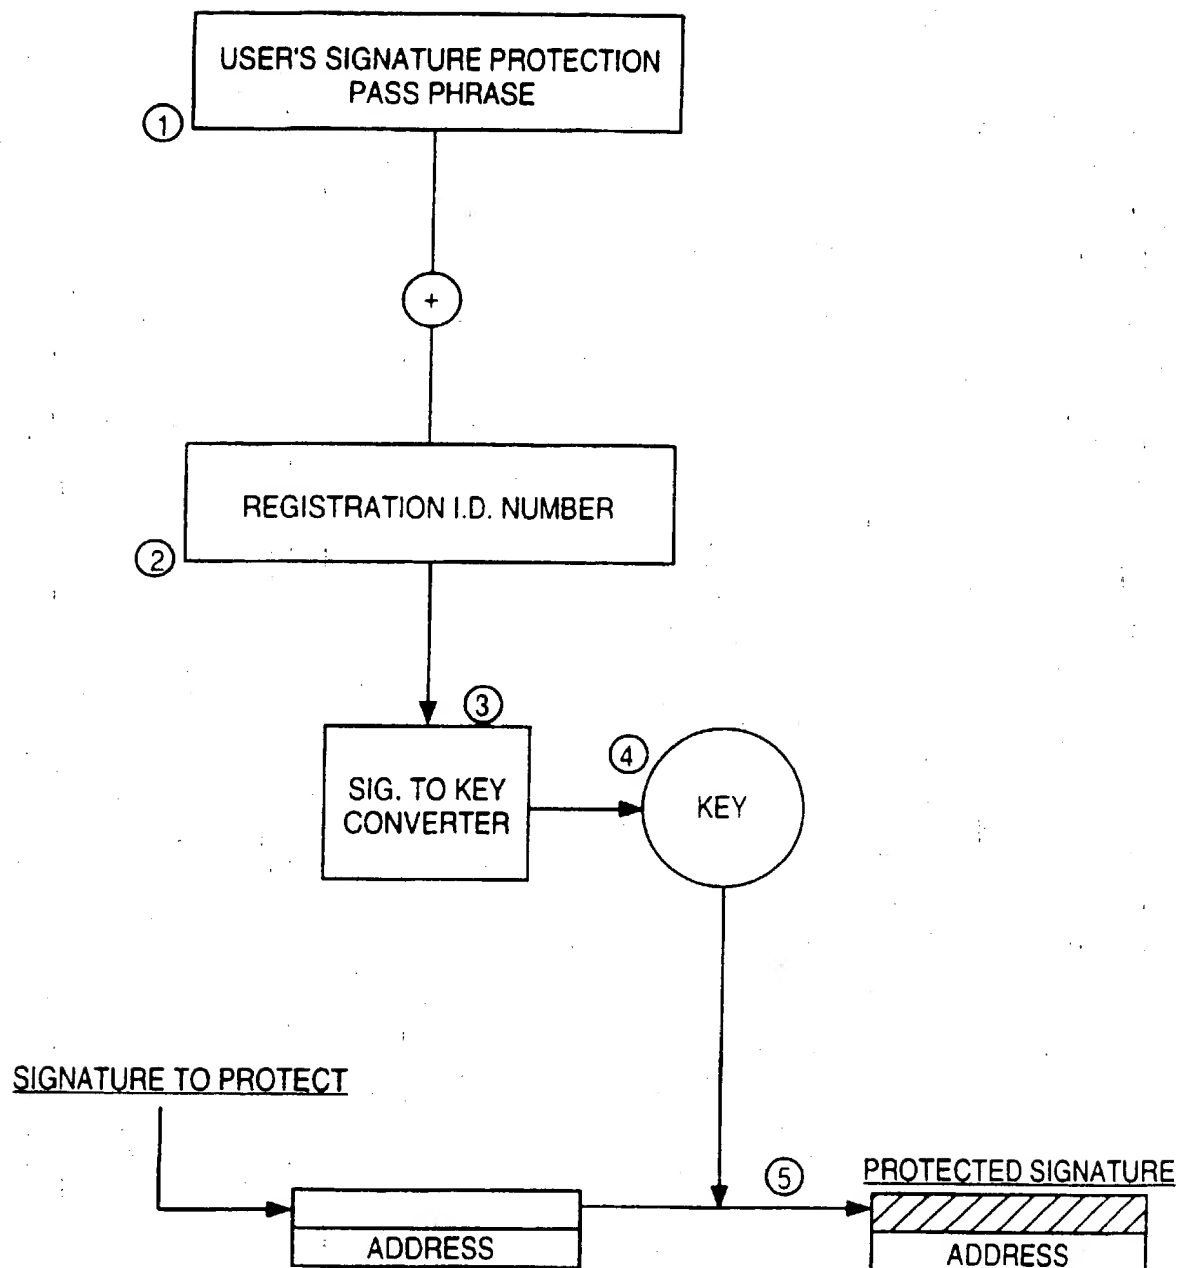 USER'S SIGNATURE PROTECTION
PASS PHRASE
1
+
REGISTRATION I.D. NUMBER
2
3
SIG. TO KEY
CONVERTER
4
KEY
SIGNATURE TO PROTECT
5
PROTECTED SIGNATURE
ADDRESS
ADDRESS